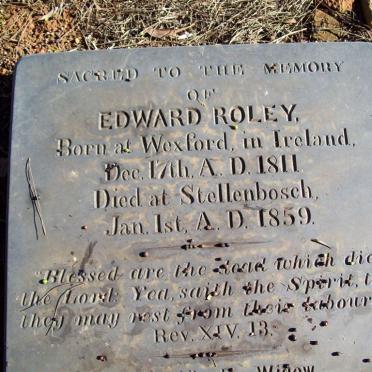 SACRED TO THE MEMORY
OF
EDWARD ROLEY,
Born at Wexford, in Ireland,
Dec. 17th, A. D. 1811.
Died at Stellenbosch,
Jan. 1st, A. D. 1859.
"Blessed are the dead which die
the Lord: Yea, saith the Spirit, t
they may rest from their labour
Rev. XIV. 13.
Widow